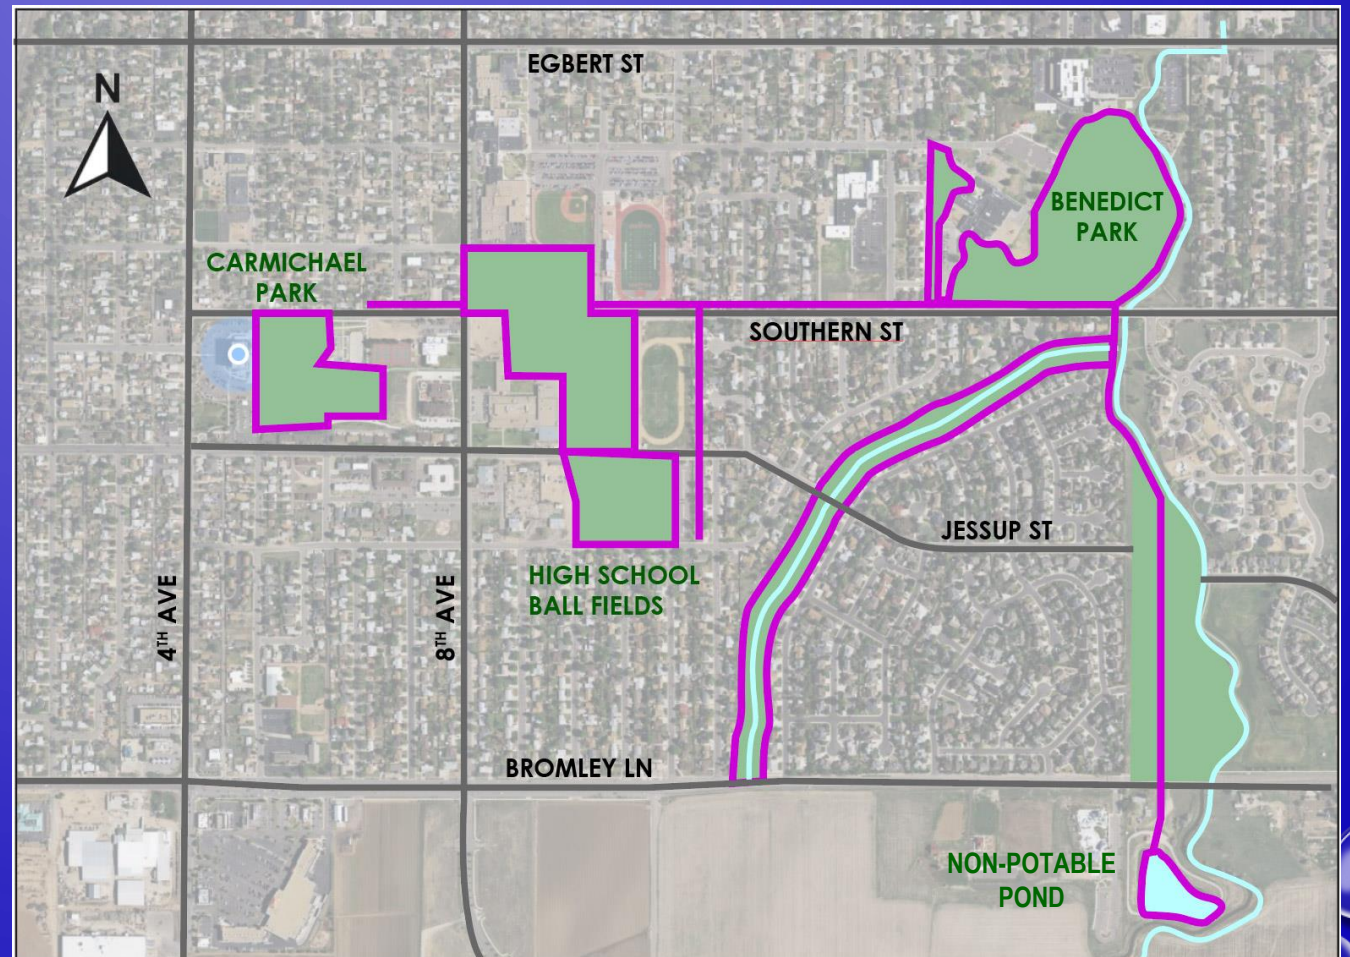 EGBERT ST
N
BENEDICT
PARK
CARMICHAEL
PARK
SOUTHERN ST
JESSUP ST
HIGH SCHOOL
BALL FIELDS
4TH AVE
8TH AVE
BROMLEY LN
NON-POTABLE
POND